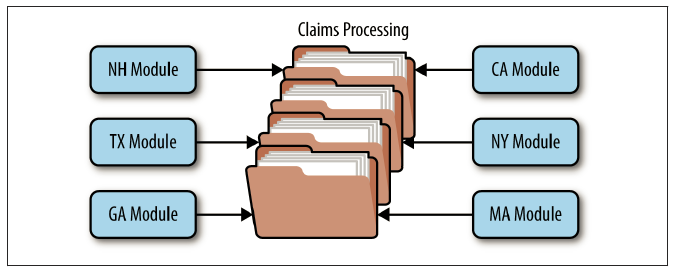 Claims Processing
NH Module
CA Module
TX Module
NY Module
GA Module
MA Module